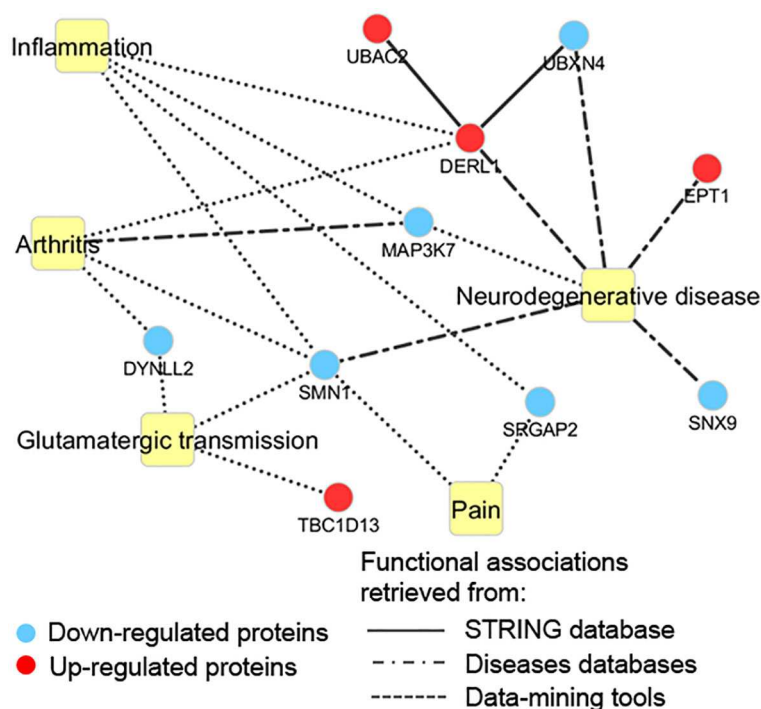 Inflammation
UBAC2
UBXN4
DERL1
EPT1
Arthritis
MAP3K7
Neurodegenerative disease
DYNLL2
SMN1
SRGAP2
SNX9
Glutamatergic transmission
TBC1D13
Pain
Functional associations
retrieved from:
Down-regulated proteins
Up-regulated proteins
STRING database
Diseases databases
Data-mining tools